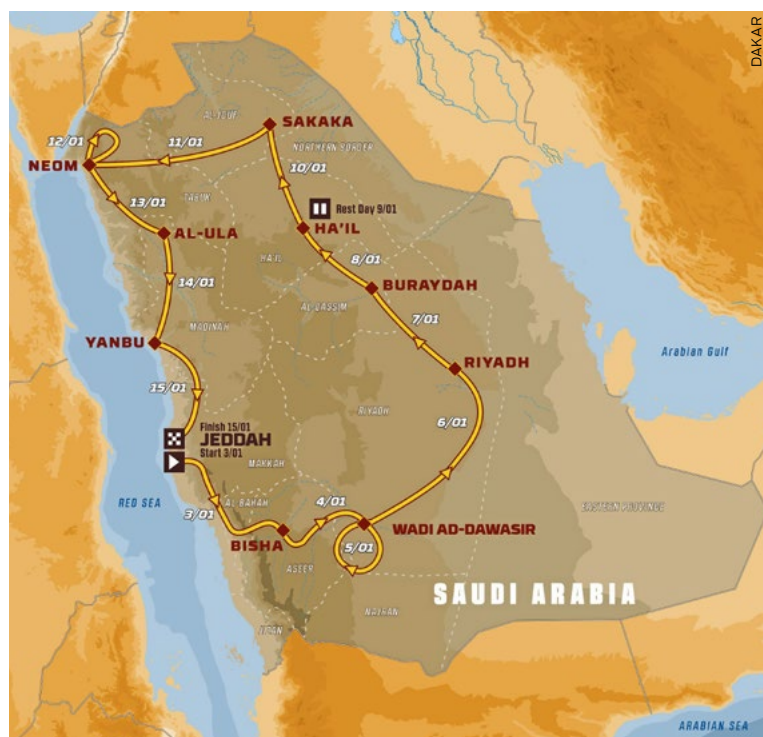 DAKAR
SAKAKA
12/01
11/01
AL-JOUF
NORTHERN BORDER
NEOM
10/01
13/01
TABUK
Rest Day 9/01
AL-ULA
HA'IL
8/01
HA'IL
14/01
BURAYDAH
AL-QASSIM
MADINAH
7/01
YANBU
RIYADH
Arabian Gulf
15/01
Finish 15/01
JEDDAH
Start 3/01
RIYADH
6/01
MAKKAH
RED SEA
AL BAHAH
4/01
EASTERN PROVINCE
3/01
WADI AD-DAWASIR
BISHA
5/01
ASEER
SAUDI ARABIA
NAJRAN
JIZAN
ARABIAN SEA